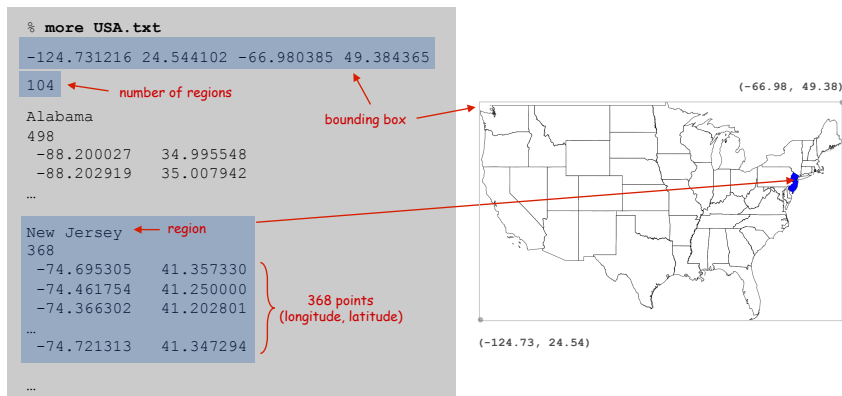 % more USA.txt
-124.731216 24.544102 -66.980385 49.384365
104
number of regions
bounding box
Alabama
498
-88.200027 34.995548
-88.202919 35.007942
…
New Jersey
region
368
-74.695305 41.357330
-74.461754 41.250000
-74.366302 41.202801
…
-74.721313 41.347294
368 points
(longitude, latitude)
…
(-66.98, 49.38)
(-124.73, 24.54)